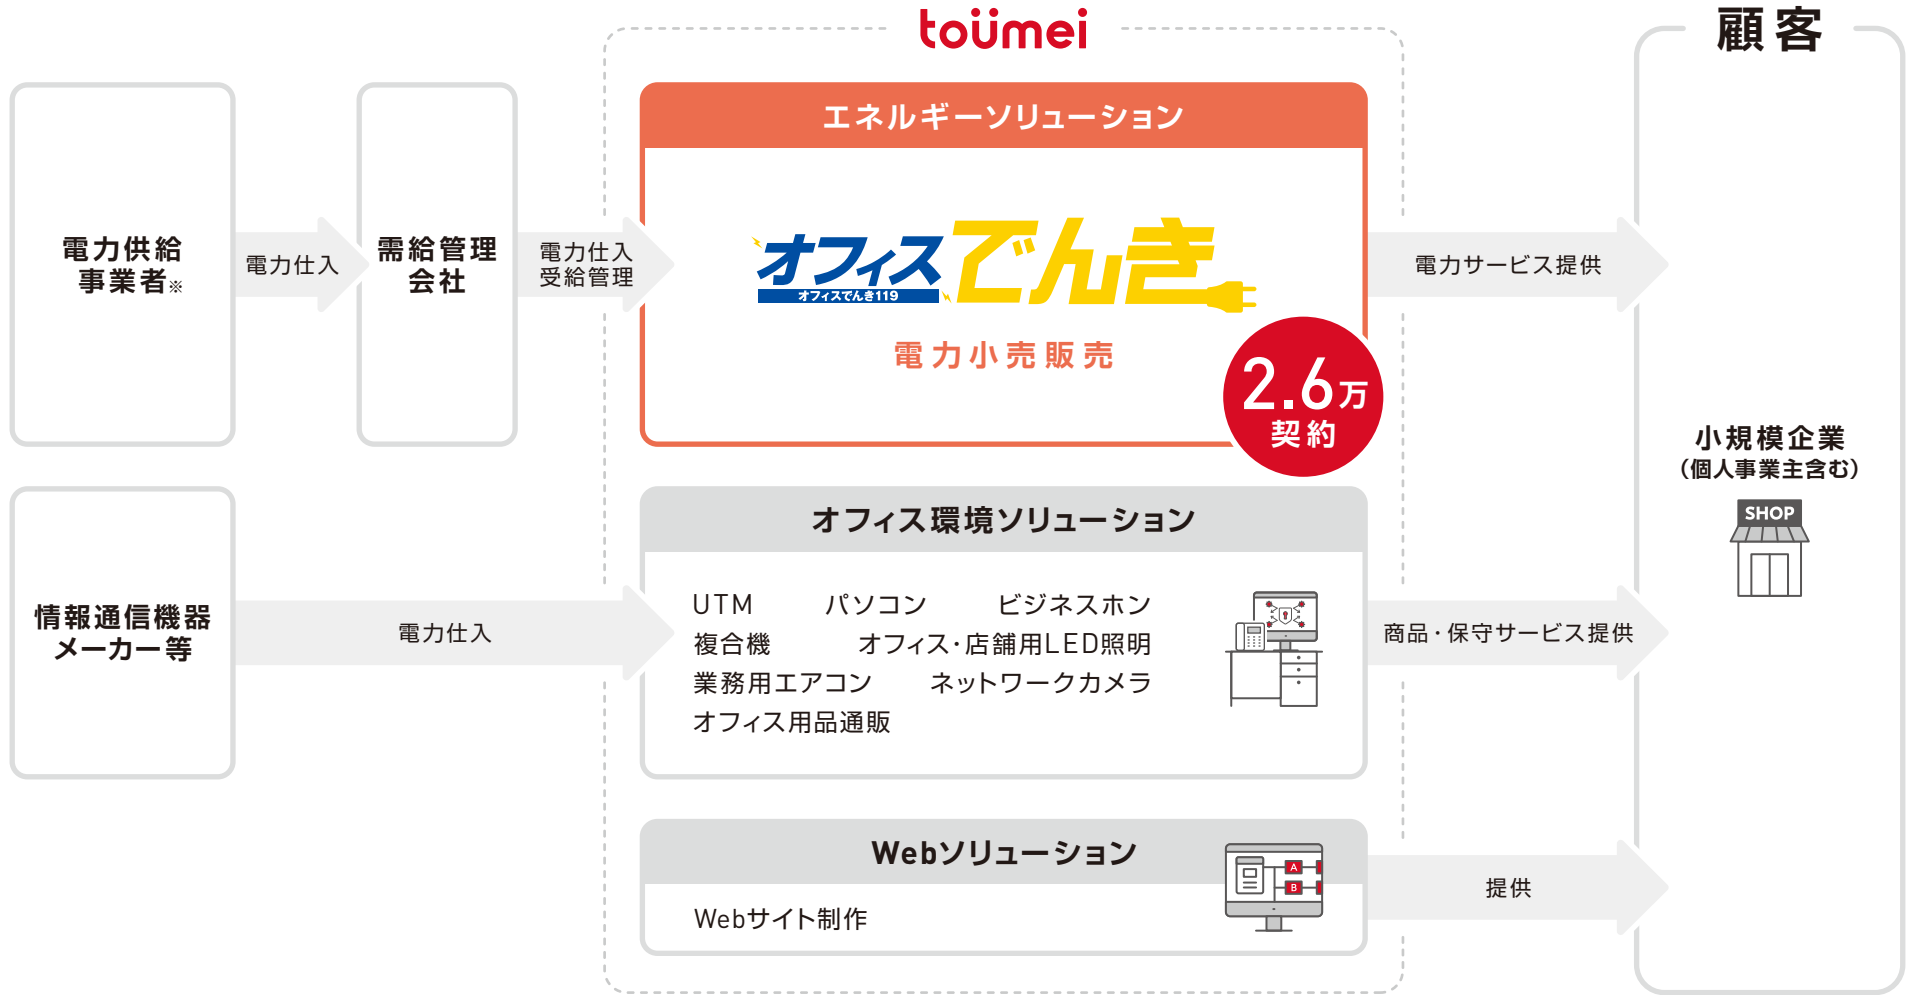 toümei
顧客
電力供給
事業者※
電力仕入
需給管理
会社
電力仕入
受給管理
エネルギーソリューション
オフィスでんき
オフィスでんき119
電力小売販売
2.6万
契約
電力サービス提供
小規模企業
（個人事業主含む）
SHOP
情報通信機器
メーカー等
電力仕入
オフィス環境ソリューション
UTM パソコン ビジネスホン
複合機 オフィス・店舗用LED照明
業務用エアコン ネットワークカメラ
オフィス用品通販
商品・保守サービス提供
Webソリューション
Webサイト制作
A
B
提供